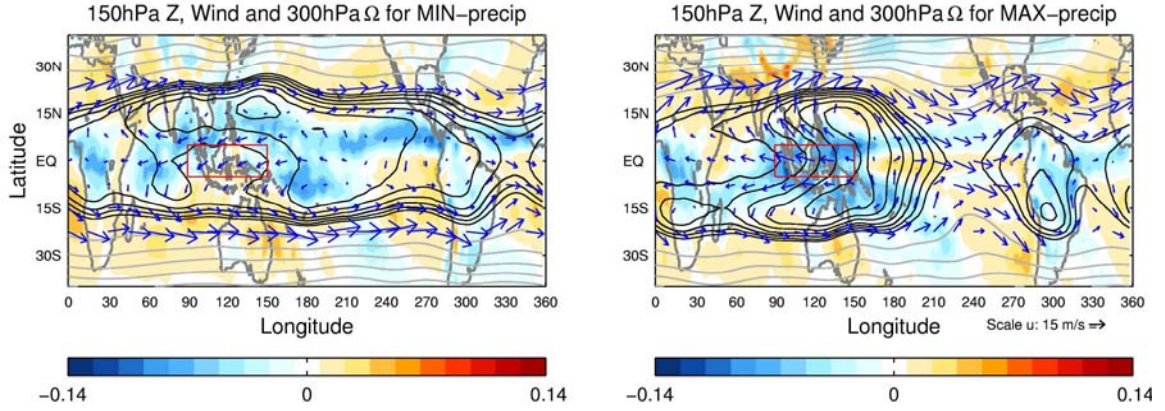 150hPa Z, Wind and 300hPa Ω for MIN−precip
30N
15N
EQ
15S
30S
Latitude
0 30 60 90 120 150 180 210 240 270 300 330 360
Longitude
−0.14 0 0.14
150hPa Z, Wind and 300hPa Ω for MAX−precip
30N
15N
EQ
15S
30S
0 30 60 90 120 150 180 210 240 270 300 330 360
Longitude
Scale u: 15 m/s
−0.14 0 0.14